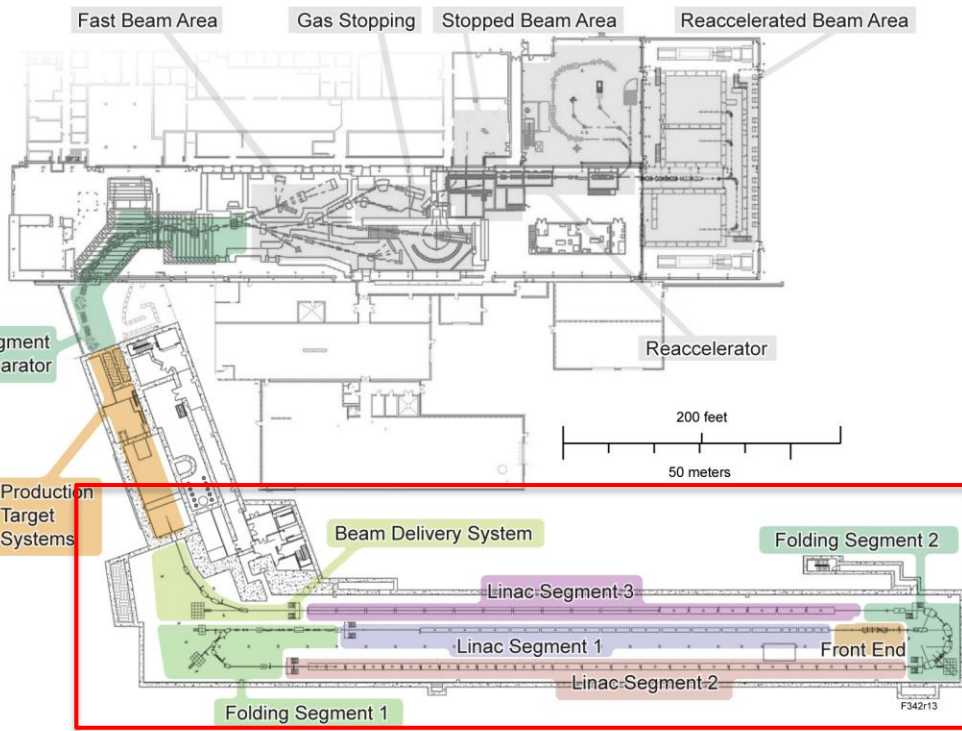 Fast Beam Area
Gas Stopping
Stopped Beam Area
Reaccelerated Beam Area
gment
arator
Reaccelerator
200 feet
50 meters
Production
Target
Systems
Beam Delivery System
Folding Segment 2
Linac Segment 3
Linac Segment 1
Front End
Linac Segment 2
Folding Segment 1
F342r13